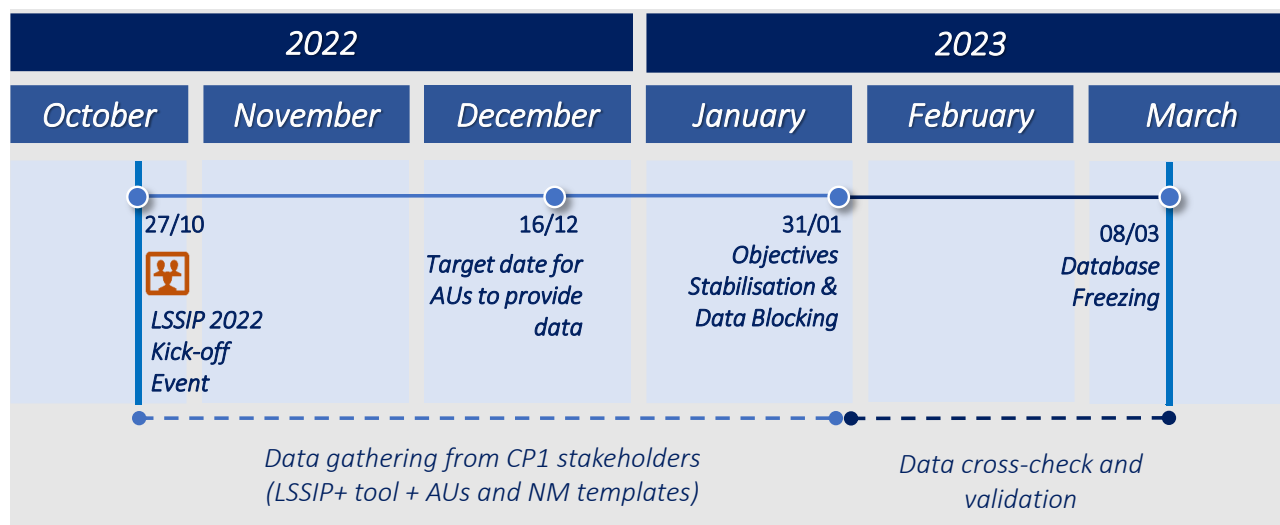 2022
2023
October
November
December
January
February
March
27/10
LSSIP 2022
Kick-off
Event
16/12
Target date for
AUs to provide
data
31/01
Objectives
Stabilisation &
Data Blocking
08/03
Database
Freezing
Data gathering from CP1 stakeholders
(LSSIP+ tool + AUs and NM templates)
Data cross-check and
validation